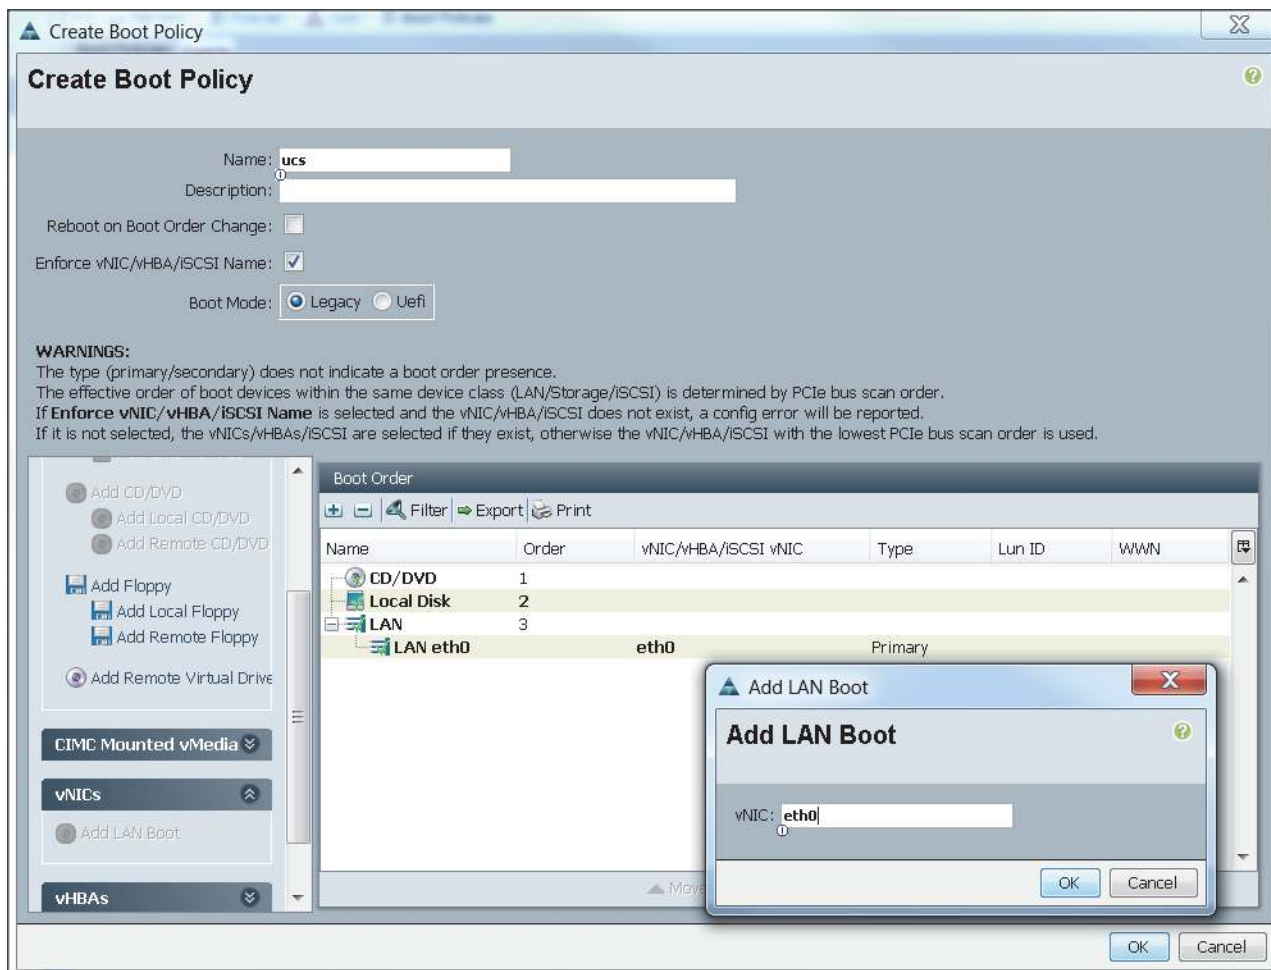 Create Boot Policy
Create Boot Policy
Name: ucs
Description:
Reboot on Boot Order Change:
Enforce vNIC/vHBA/iSCSI Name:
Boot Mode: Legacy Uefi
WARNINGS:
The type (primary/secondary) does not indicate a boot order presence.
The effective order of boot devices within the same device class (LAN/Storage/iSCSI) is determined by PCIe bus scan order.
If Enforce vNIC/vHBA/iSCSI Name is selected and the vNIC/vHBA/iSCSI does not exist, a config error will be reported.
If it is not selected, the vNICs/vHBAs/iSCSI are selected if they exist, otherwise the vNIC/vHBA/iSCSI with the lowest PCIe bus scan order is used.
Add CD/DVD
Add Local CD/DVD
Add Remote CD/DVD
Add Floppy
Add Local Floppy
Add Remote Floppy
Add Remote Virtual Drive
CIMC Mounted vMedia
vNICs
Add LAN Boot
vHBAs
Boot Order
Filter Export Print
Name Order vNIC/vHBA/iSCSI vNIC Type Lun ID WWN
CD/DVD 1
Local Disk 2
LAN 3
LAN eth0 eth0 Primary
Move
Add LAN Boot
Add LAN Boot
vNIC: eth0
OK Cancel
OK Cancel